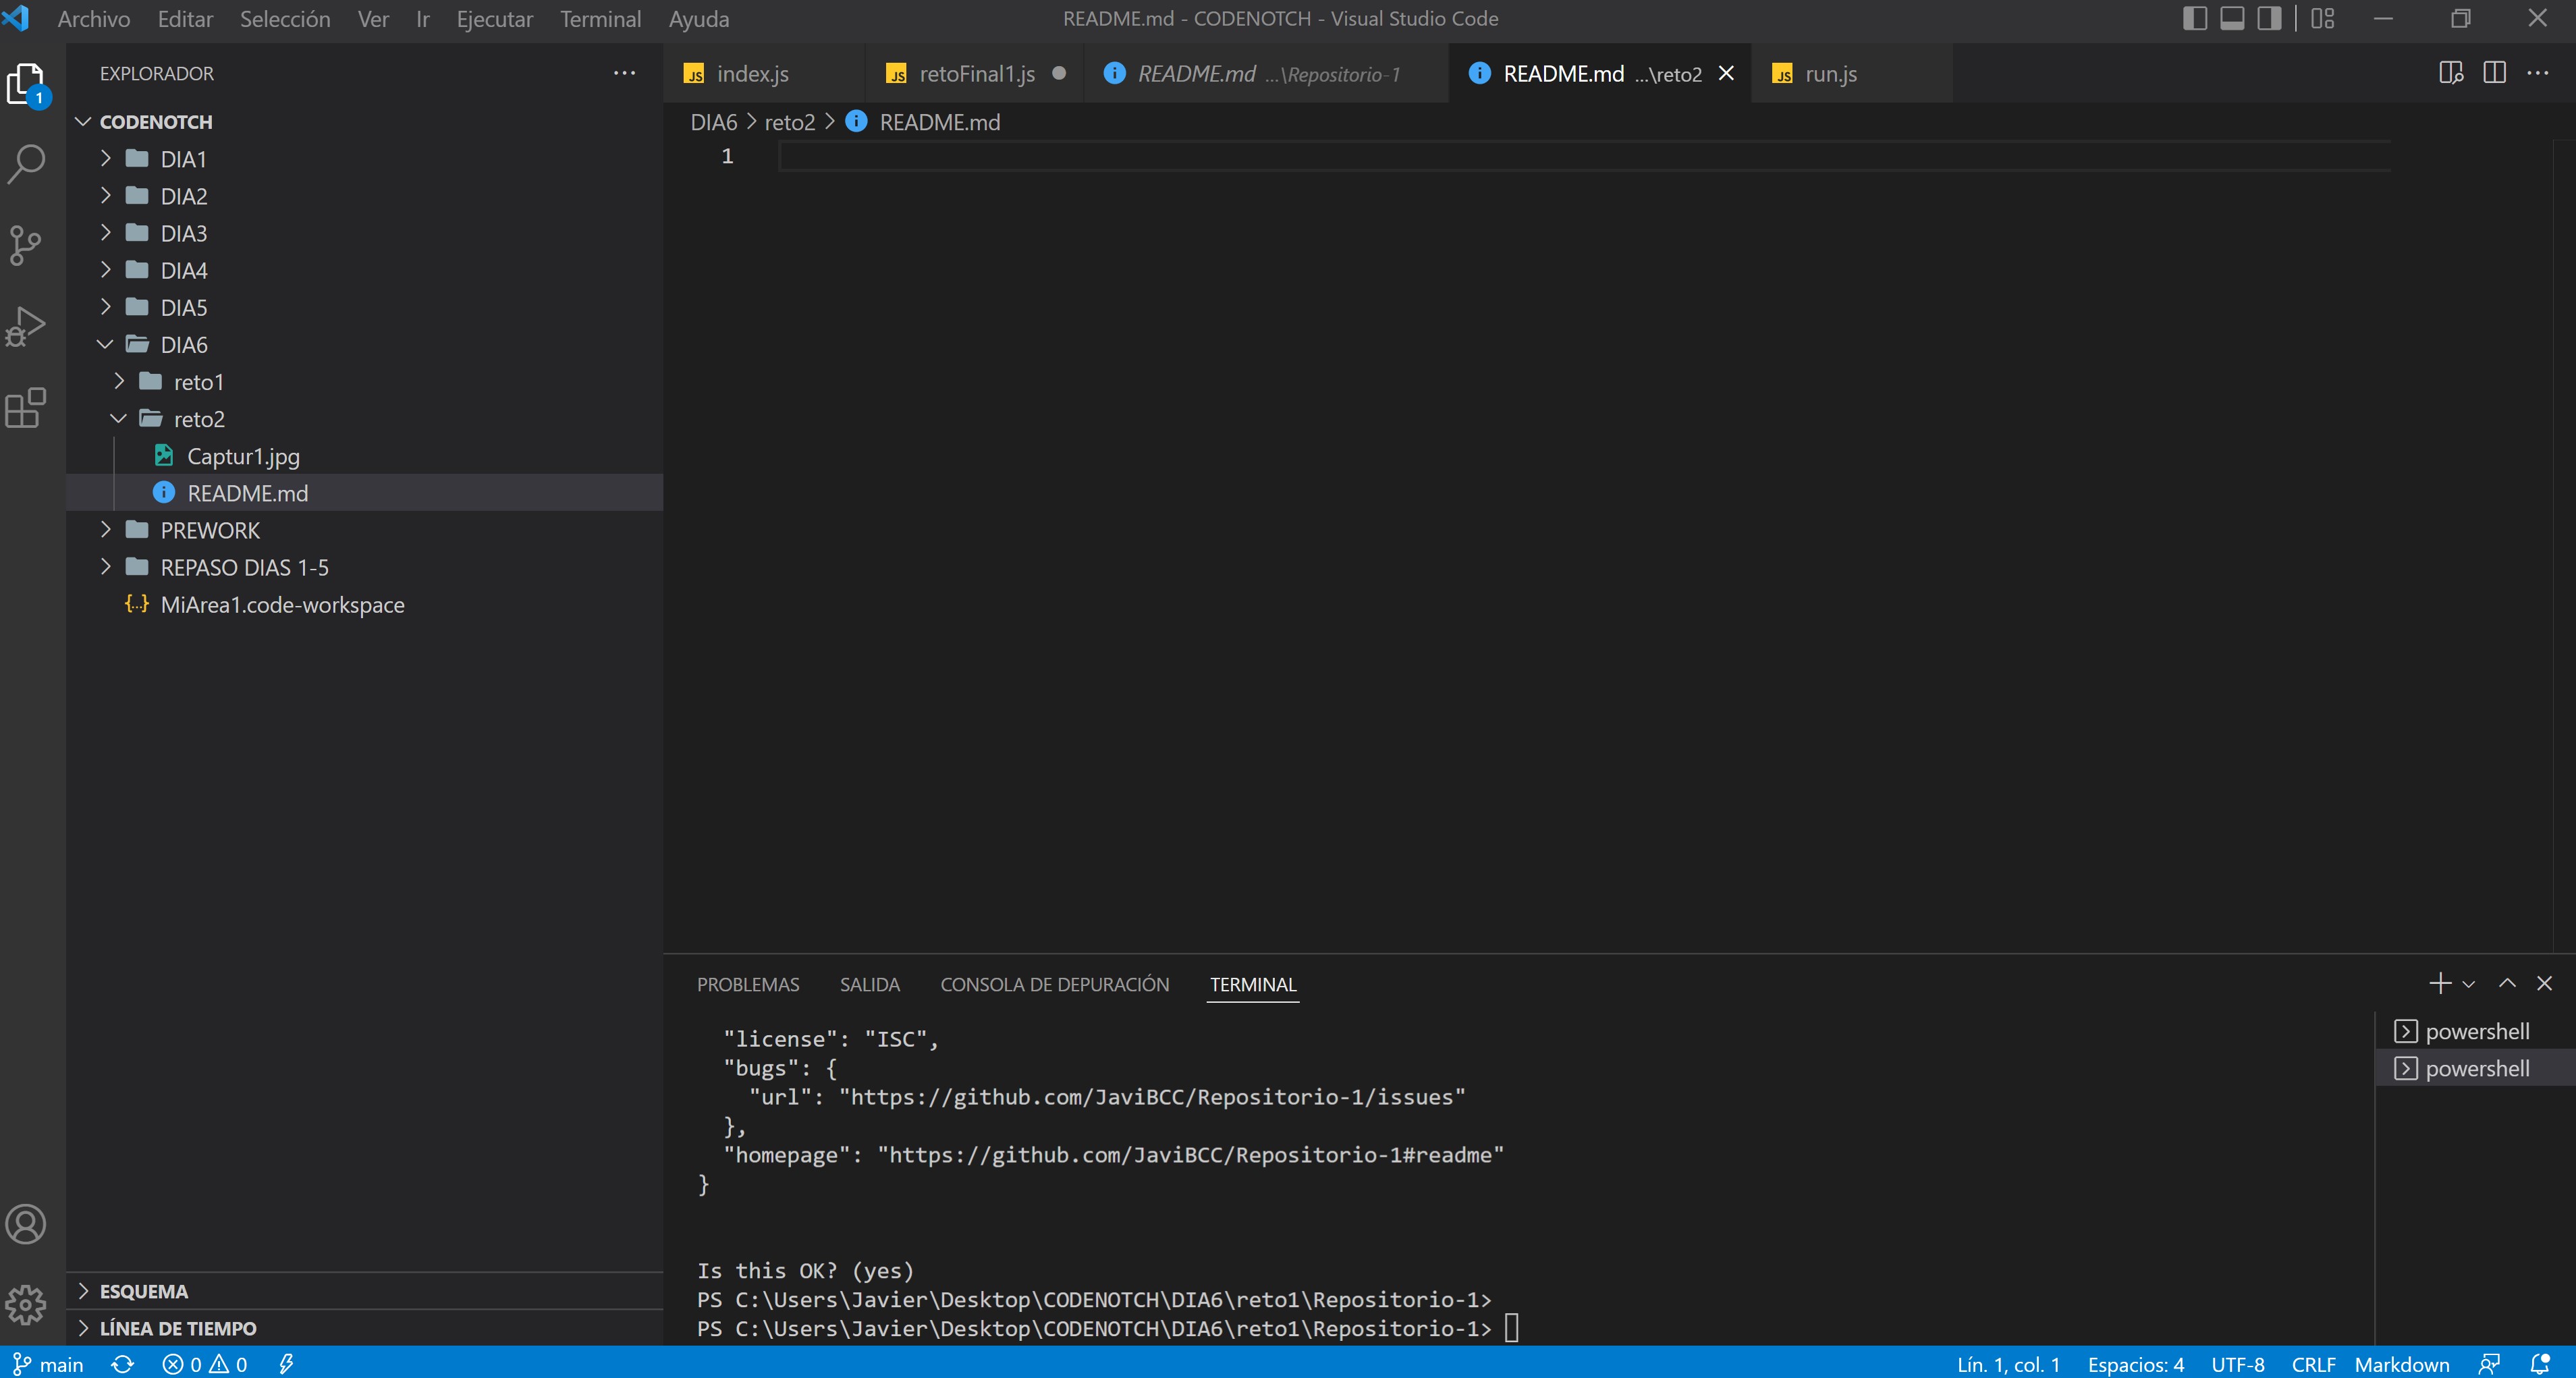 Archivo Editar Selección Ver Ir Ejecutar Terminal Ayuda README.md - CODENOTCH - Visual Studio Code
EXPLORADOR
1
CODENOTCH
DIA1
DIA2
DIA3
DIA4
DIA5
DIA6
reto1
reto2
Captur1.jpg
README.md
PREWORK
REPASO DIAS 1-5
{...} MiArea1.code-workspace
ESQUEMA
LÍNEA DE TIEMPO
JS index.js JS retoFinal1.js README.md ...\Repositorio-1 README.md ...\reto2 JS run.js
DIA6 > reto2 > README.md
1
PROBLEMAS SALIDA CONSOLA DE DEPURACIÓN TERMINAL
"license": "ISC",
"bugs": {
"url": "https://github.com/JaviBCC/Repositorio-1/issues"
},
"homepage": "https://github.com/JaviBCC/Repositorio-1#readme"
}
Is this OK? (yes)
PS C:\Users\Javier\Desktop\CODENOTCH\DIA6\reto1\Repositorio-1>
PS C:\Users\Javier\Desktop\CODENOTCH\DIA6\reto1\Repositorio-1>
powershell
powershell
main 0 0 Lín. 1, col. 1 Espacios: 4 UTF-8 CRLF Markdown